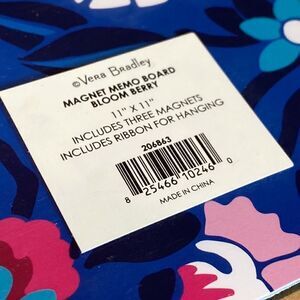 ©Vera Bradley
MAGNET MEMO BOARD
BLOOM BERRY
11" X 11"
INCLUDES THREE MAGNETS
INCLUDES RIBBON FOR HANGING
206863
8 25466 10246 0
MADE IN CHINA